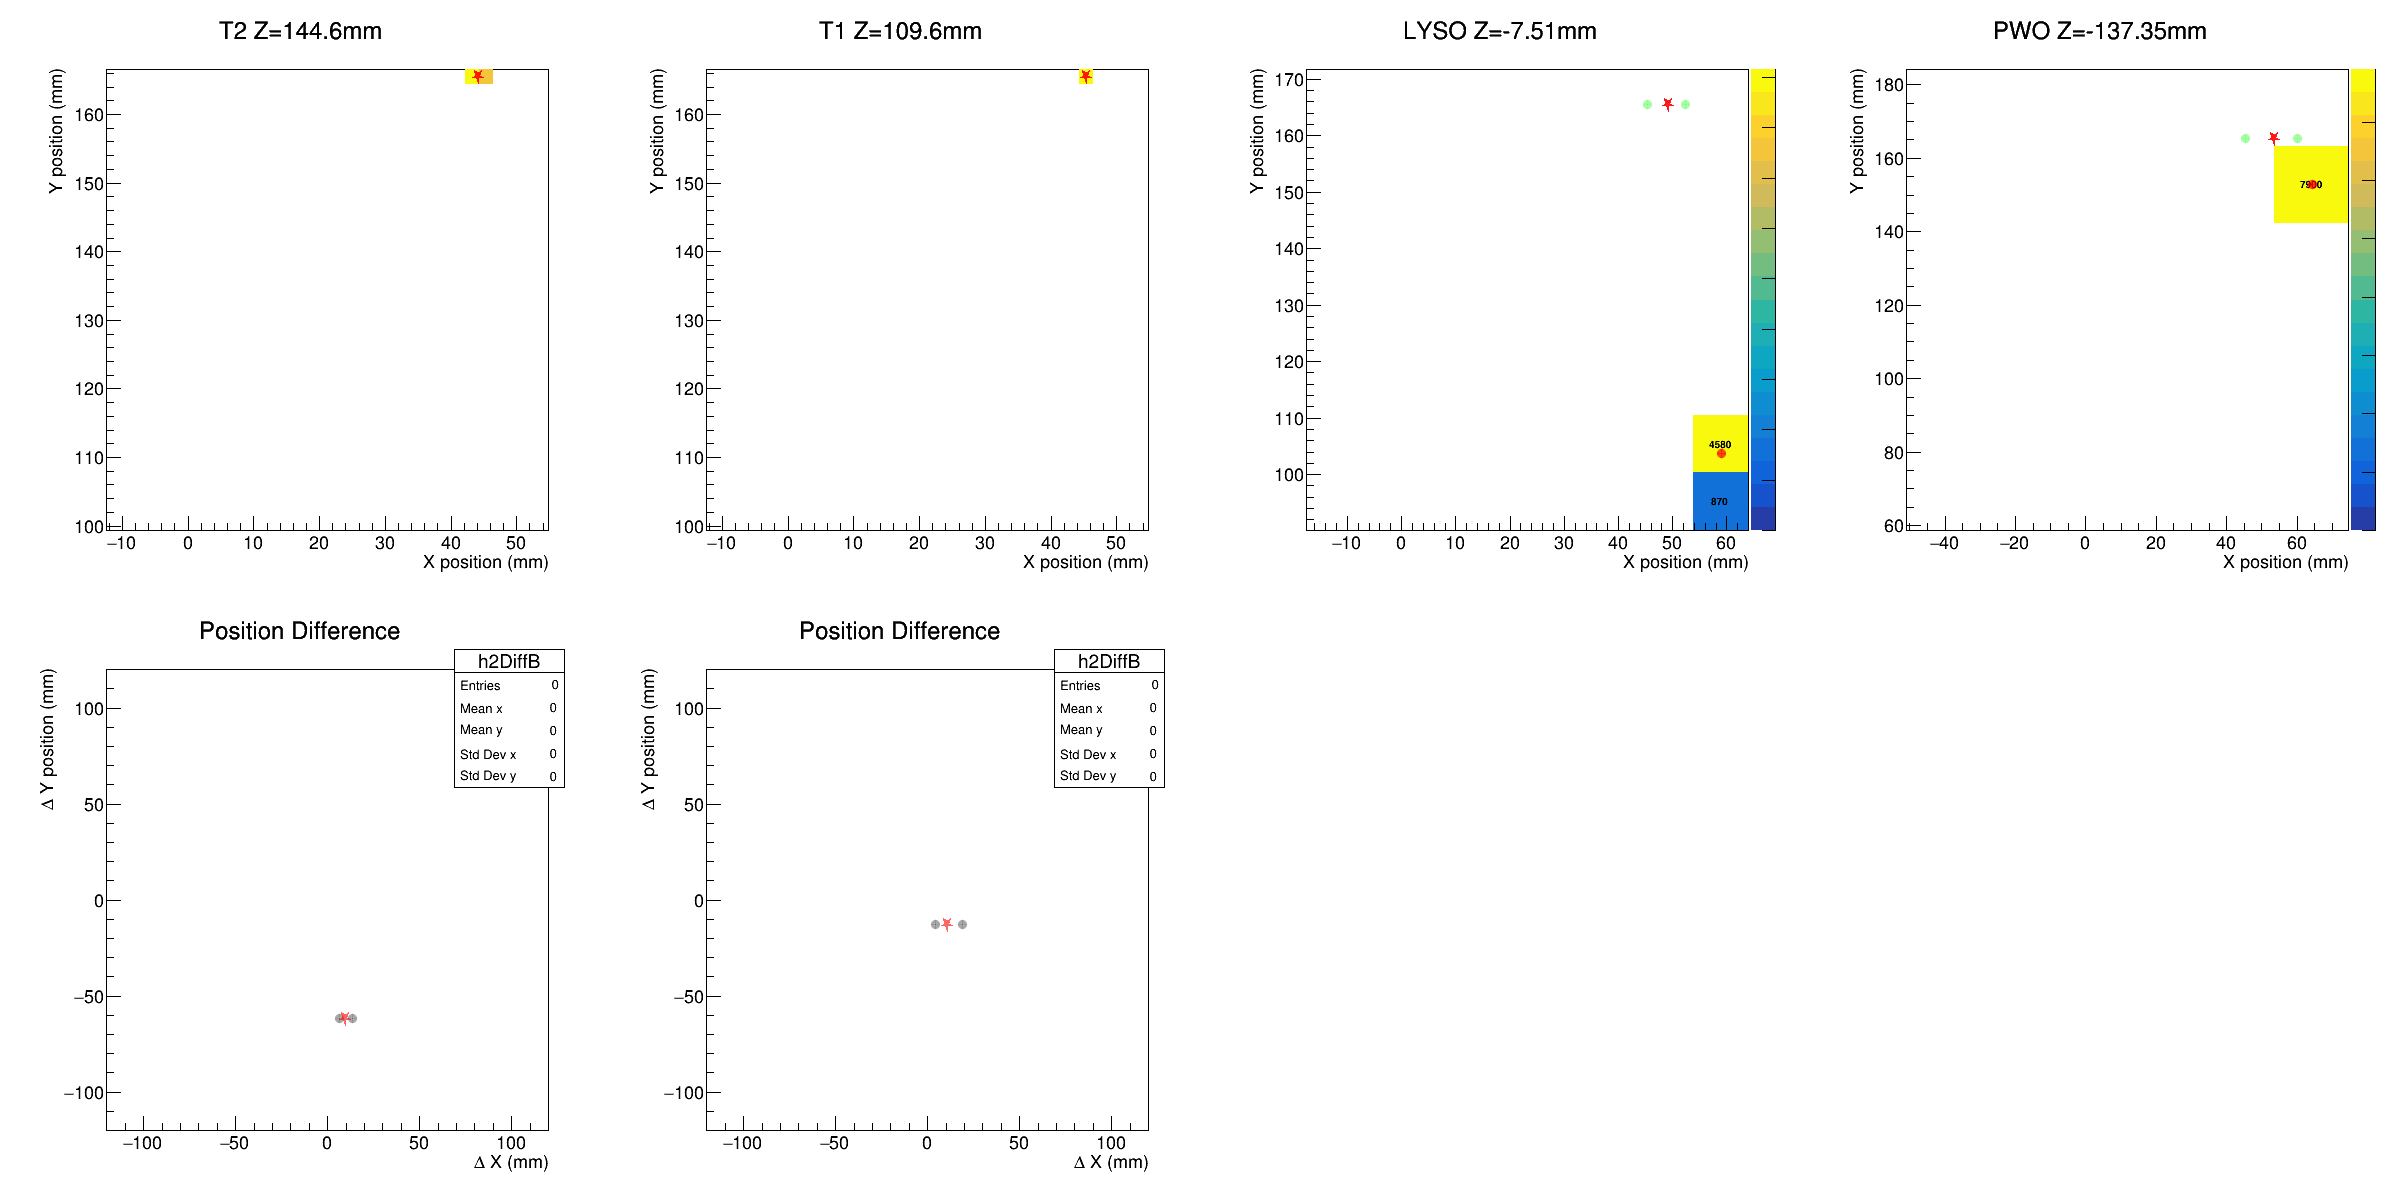 T2 Z=144.6mm
Y position (mm)
160
150
140
130
120
110
100
−10 0 10 20 30 40 50
X position (mm)
T1 Z=109.6mm
Y position (mm)
160
150
140
130
120
110
100
−10 0 10 20 30 40 50
X position (mm)
LYSO Z=-7.51mm
Y position (mm)
170
160
150
140
130
120
110
100
4580
870
−10 0 10 20 30 40 50 60
X position (mm)
PWO Z=-137.35mm
Y position (mm)
180
160
140
120
100
80
60
−40 −20 0 20 40 60
X position (mm)
Position Difference
h2DiffB
Entries 0
Mean x 0
Mean y 0
Std Dev x 0
Std Dev y 0
Δ Y position (mm)
100
50
0
−50
−100
−100 −50 0 50 100
Δ X (mm)
Position Difference
h2DiffB
Entries 0
Mean x 0
Mean y 0
Std Dev x 0
Std Dev y 0
Δ Y position (mm)
100
50
0
−50
−100
−100 −50 0 50 100
Δ X (mm)